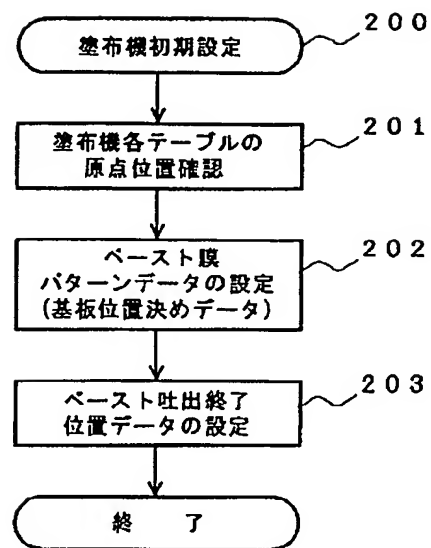 塗布機初期設定
２００
塗布機各テーブルの
原点位置確認
２０１
ペースト膜
パターンデータの設定
(基板位置決めデータ)
２０２
ペースト吐出終了
位置データの設定
２０３
終　　了